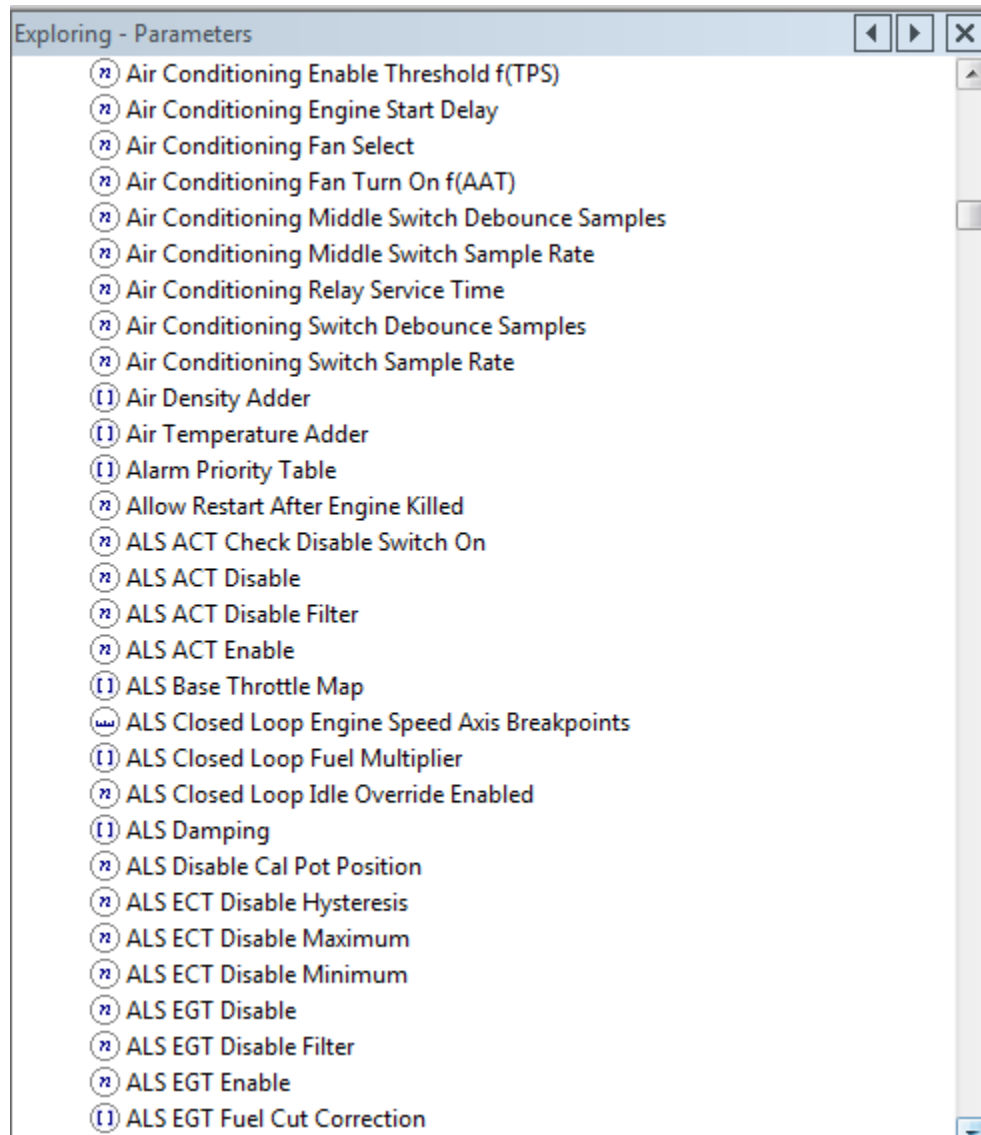 Exploring - Parameters
Air Conditioning Enable Threshold f(TPS)
Air Conditioning Engine Start Delay
Air Conditioning Fan Select
Air Conditioning Fan Turn On f(AAT)
Air Conditioning Middle Switch Debounce Samples
Air Conditioning Middle Switch Sample Rate
Air Conditioning Relay Service Time
Air Conditioning Switch Debounce Samples
Air Conditioning Switch Sample Rate
Air Density Adder
Air Temperature Adder
Alarm Priority Table
Allow Restart After Engine Killed
ALS ACT Check Disable Switch On
ALS ACT Disable
ALS ACT Disable Filter
ALS ACT Enable
ALS Base Throttle Map
ALS Closed Loop Engine Speed Axis Breakpoints
ALS Closed Loop Fuel Multiplier
ALS Closed Loop Idle Override Enabled
ALS Damping
ALS Disable Cal Pot Position
ALS ECT Disable Hysteresis
ALS ECT Disable Maximum
ALS ECT Disable Minimum
ALS EGT Disable
ALS EGT Disable Filter
ALS EGT Enable
ALS EGT Fuel Cut Correction